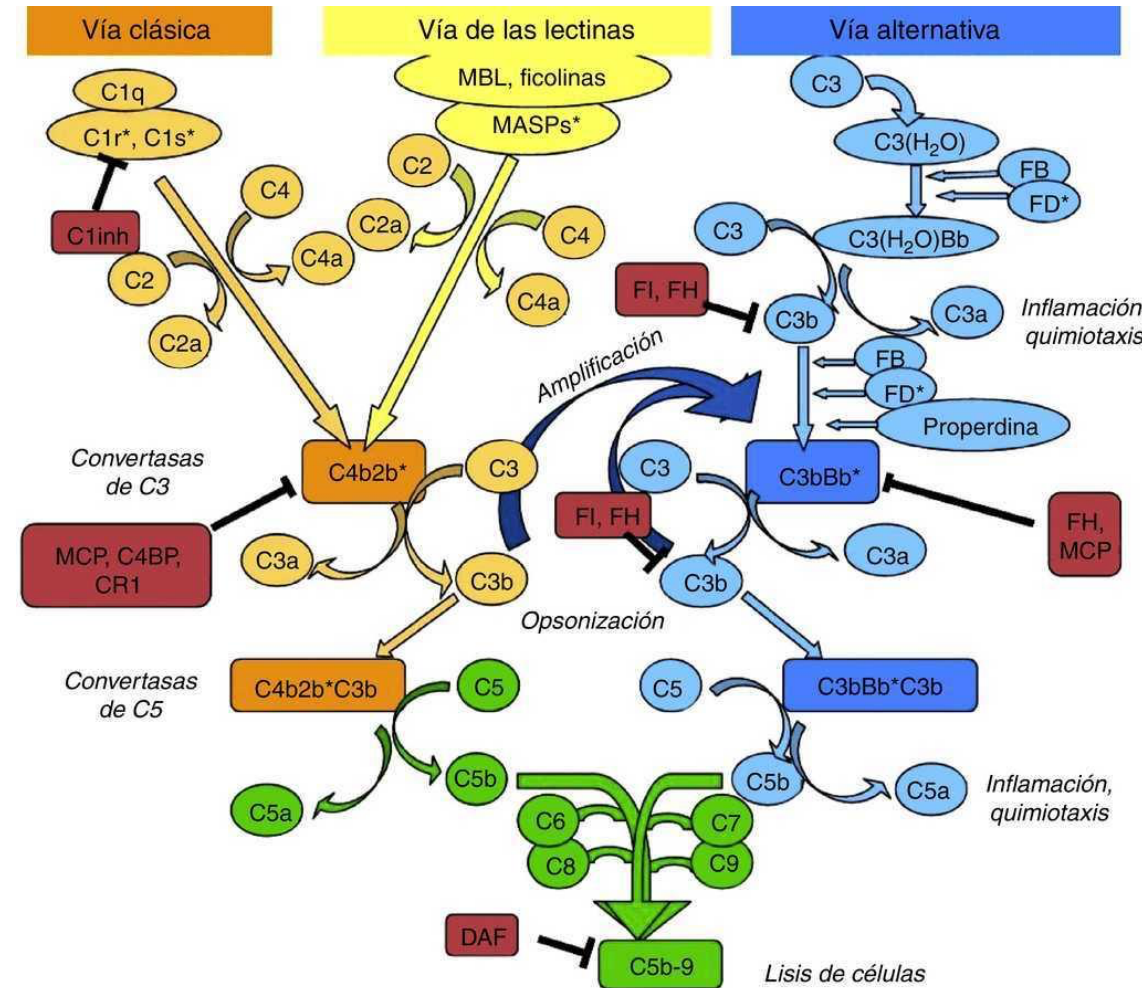 Vía clásica
Vía de las lectinas
Vía alternativa
C1q
C1r*, C1s*
C1inh
C4
C4a
C2
C2a
MBL, ficolinas
MASPs*
C2
C2a
C4
C4a
C3
C3(H₂O)
FB
FD*
C3(H₂O)Bb
C3
FI, FH
C3b
C3a
Inflamación,
quimiotaxis
FB
FD*
Properdina
Amplificación
Convertasas
de C3
C4b2b*
C3
C3
C3bBb*
MCP, C4BP,
CR1
FI, FH
FH,
MCP
C3a
C3b
C3b
C3a
Opsonización
Convertasas
de C5
C4b2b*C3b
C5
C5
C3bBb*C3b
C5a
C5b
C5b
C5a
Inflamación,
quimiotaxis
C6
C7
C8
C9
DAF
C5b-9
Lisis de células